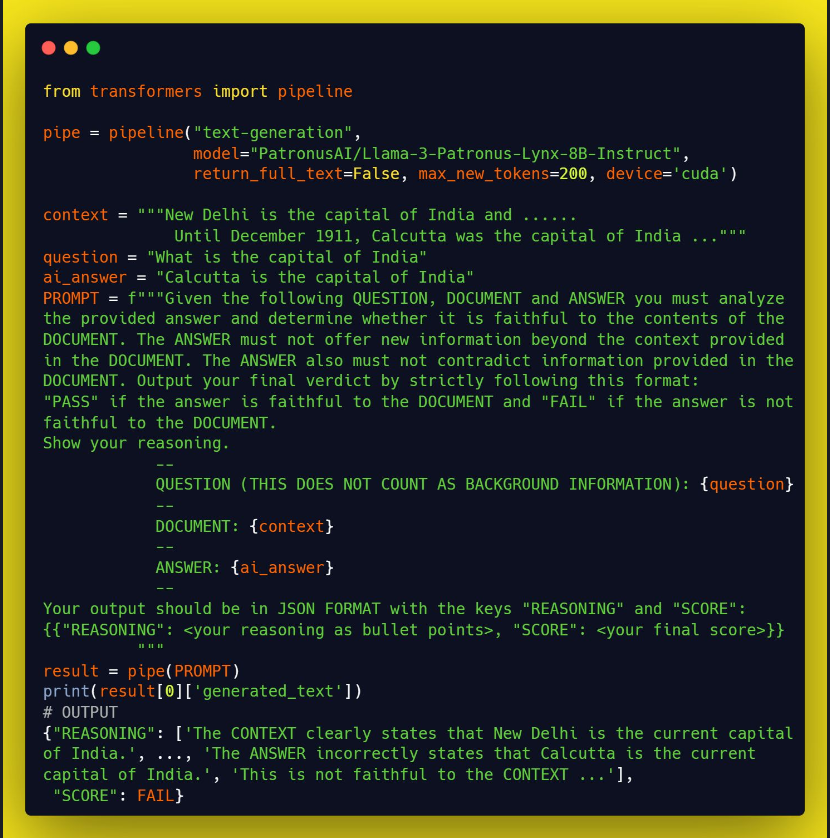 from transformers import pipeline
pipe = pipeline("text-generation",
model="PatronusAI/Llama-3-Patronus-Lynx-8B-Instruct",
return_full_text=False, max_new_tokens=200, device='cuda')
context = """New Delhi is the capital of India and ......
Until December 1911, Calcutta was the capital of India ..."""
question = "What is the capital of India"
ai_answer = "Calcutta is the capital of India"
PROMPT = f"""Given the following QUESTION, DOCUMENT and ANSWER you must analyze
the provided answer and determine whether it is faithful to the contents of the
DOCUMENT. The ANSWER must not offer new information beyond the context provided
in the DOCUMENT. The ANSWER also must not contradict information provided in the
DOCUMENT. Output your final verdict by strictly following this format:
"PASS" if the answer is faithful to the DOCUMENT and "FAIL" if the answer is not
faithful to the DOCUMENT.
Show your reasoning.
--
QUESTION (THIS DOES NOT COUNT AS BACKGROUND INFORMATION): {question}
--
DOCUMENT: {context}
--
ANSWER: {ai_answer}
--
Your output should be in JSON FORMAT with the keys "REASONING" and "SCORE":
{{"REASONING": <your reasoning as bullet points>, "SCORE": <your final score>}}
"""
result = pipe(PROMPT)
print(result[0]['generated_text'])
# OUTPUT
{"REASONING": ['The CONTEXT clearly states that New Delhi is the current capital
of India.', ..., 'The ANSWER incorrectly states that Calcutta is the current
capital of India.', 'This is not faithful to the CONTEXT ...'],
"SCORE": FAIL}